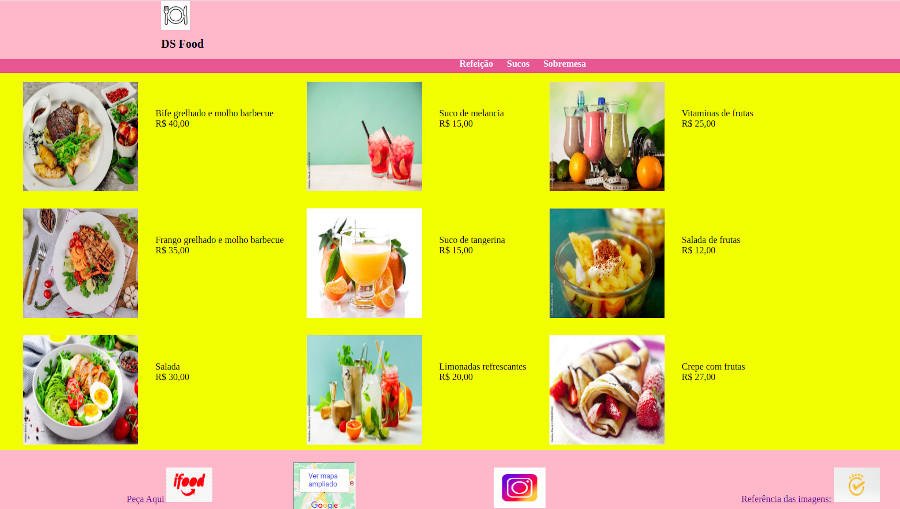 DS Food
Refeição Sucos Sobremesa
Bife grelhado e molho barbecue
R$ 40,00
Suco de melancia
R$ 15,00
Vitaminas de frutas
R$ 25,00
Frango grelhado e molho barbecue
R$ 35,00
Suco de tangerina
R$ 15,00
Salada de frutas
R$ 12,00
Salada
R$ 30,00
Limonadas refrescantes
R$ 20,00
Crepe com frutas
R$ 27,00
Peça Aqui
ifood
Ver mapa
ampliado
Google
Referência das imagens: